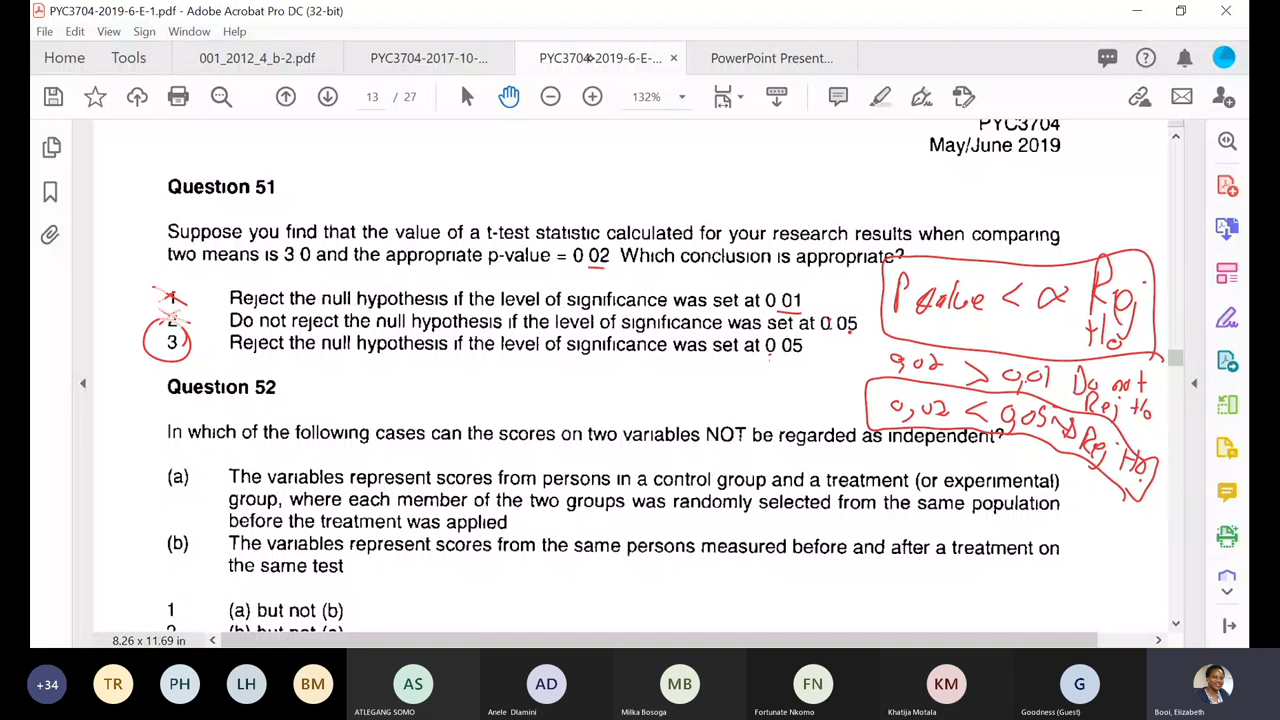 PYC3704-2019-6-E-1.pdf - Adobe Acrobat Pro DC (32-bit)
File Edit View Sign Window Help
Home Tools 001_2012_4_b-2.pdf PYC3704-2017-10-... PYC3704-2019-6-E-... × PowerPoint Present...
13 / 27 132%
PYC3704
May/June 2019
Question 51
Suppose you find that the value of a t-test statistic calculated for your research results when comparing
two means is 3 0 and the appropriate p-value = 0 02 Which conclusion is appropriate?
1 Reject the null hypothesis if the level of significance was set at 0 01
2 Do not reject the null hypothesis if the level of significance was set at 0 05
3 Reject the null hypothesis if the level of significance was set at 0 05
P value < α Rej
Ho
0,02 > 0,01 Do not
Rej Ho
0,02 < 0,05 Rej Ho
Question 52
In which of the following cases can the scores on two variables NOT be regarded as independent?
(a) The variables represent scores from persons in a control group and a treatment (or experimental)
group, where each member of the two groups was randomly selected from the same population
before the treatment was applied
(b) The variables represent scores from the same persons measured before and after a treatment on
the same test
1 (a) but not (b)
2 (b) but not (a)
8.26 x 11.69 in
+34 TR PH LH BM AS AD MB FN KM G
ATLEGANG SOMO Anele Dlamini Milka Bosoga Fortunate Nkomo Khatija Motala Goodness (Guest) Booi, Elizabeth